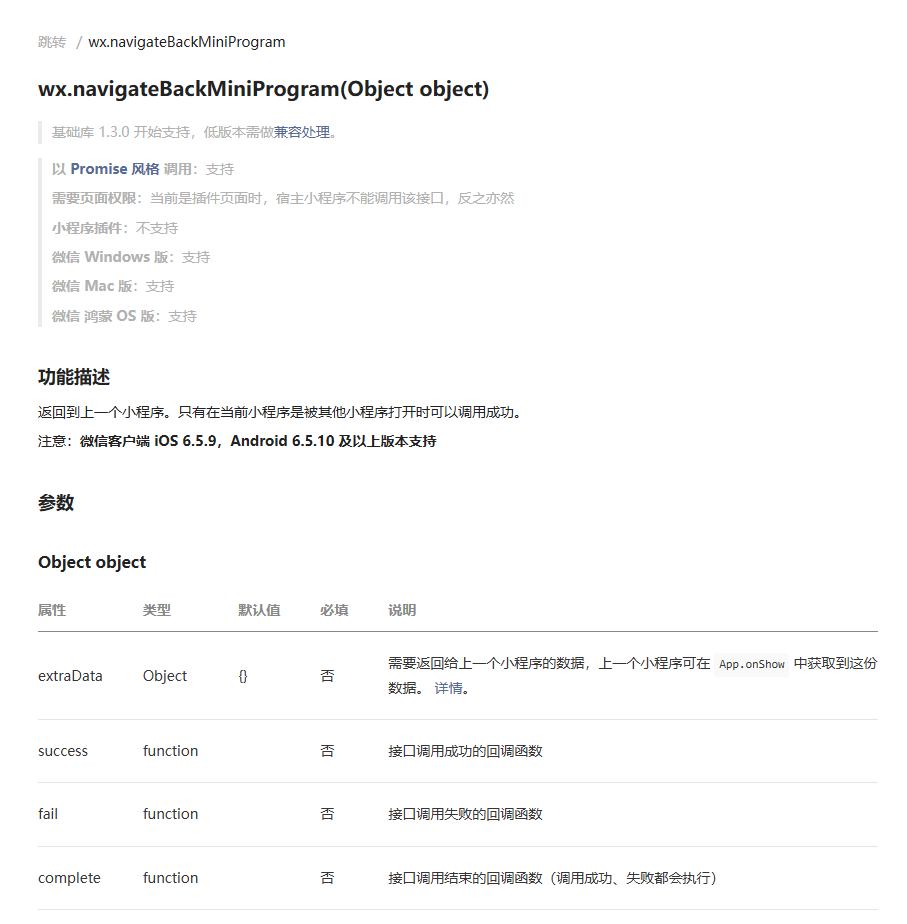 跳转 / wx.navigateBackMiniProgram
wx.navigateBackMiniProgram(Object object)
基础库 1.3.0 开始支持，低版本需做兼容处理。
以 Promise 风格 调用：支持
需要页面权限：当前是插件页面时，宿主小程序不能调用该接口，反之亦然
小程序插件：不支持
微信 Windows 版：支持
微信 Mac 版：支持
微信 鸿蒙 OS 版：支持
功能描述
返回到上一个小程序。只有在当前小程序是被其他小程序打开时可以调用成功。
注意：微信客户端 iOS 6.5.9，Android 6.5.10 及以上版本支持
参数
Object object
属性 类型 默认值 必填 说明
extraData Object {} 否 需要返回给上一个小程序的数据，上一个小程序可在 App.onShow 中获取到这份
数据。 详情。
success function 否 接口调用成功的回调函数
fail function 否 接口调用失败的回调函数
complete function 否 接口调用结束的回调函数（调用成功、失败都会执行）